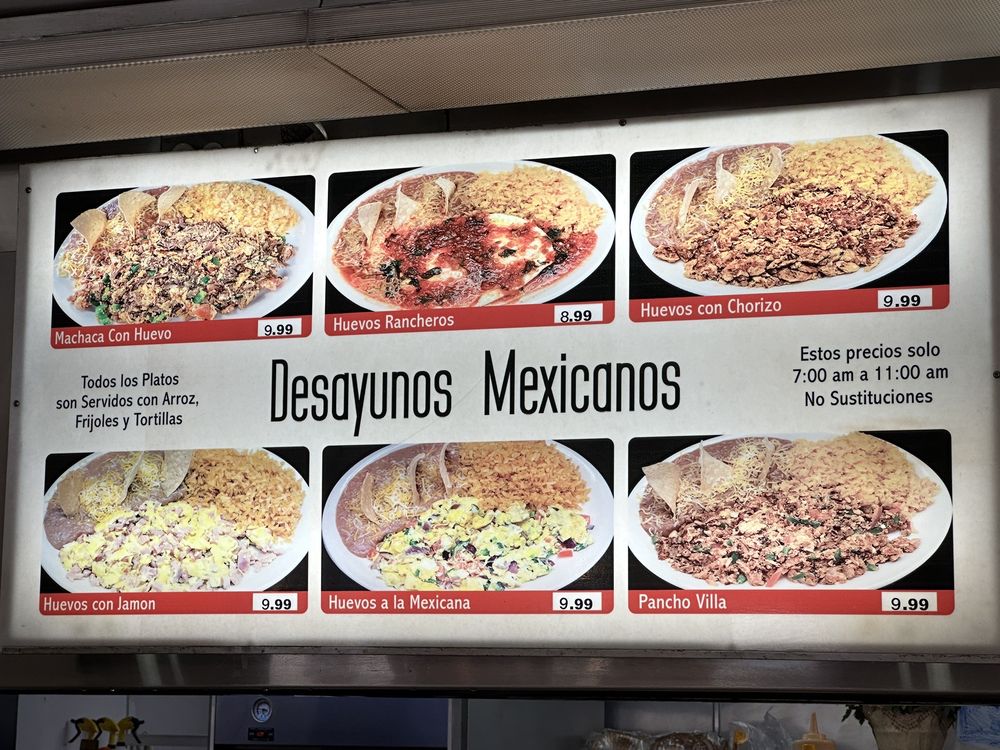 Machaca Con Huevo 9.99
Huevos Rancheros 8.99
Huevos con Chorizo 9.99
Todos los Platos
son Servidos con Arroz,
Frijoles y Tortillas
Desayunos Mexicanos
Estos precios solo
7:00 am a 11:00 am
No Sustituciones
Huevos con Jamon 9.99
Huevos a la Mexicana 9.99
Pancho Villa 9.99